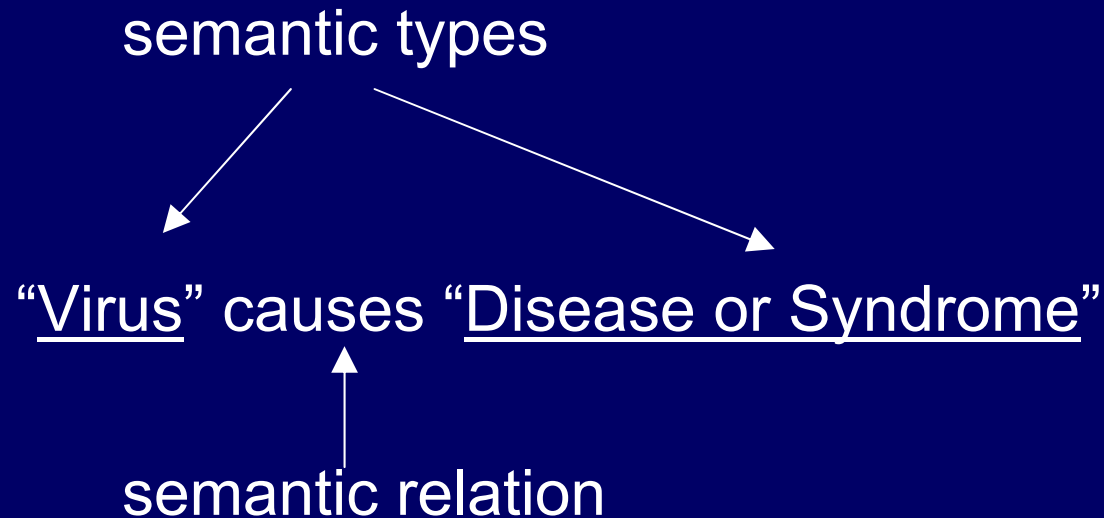 semantic types
“Virus” causes “Disease or Syndrome”
semantic relation